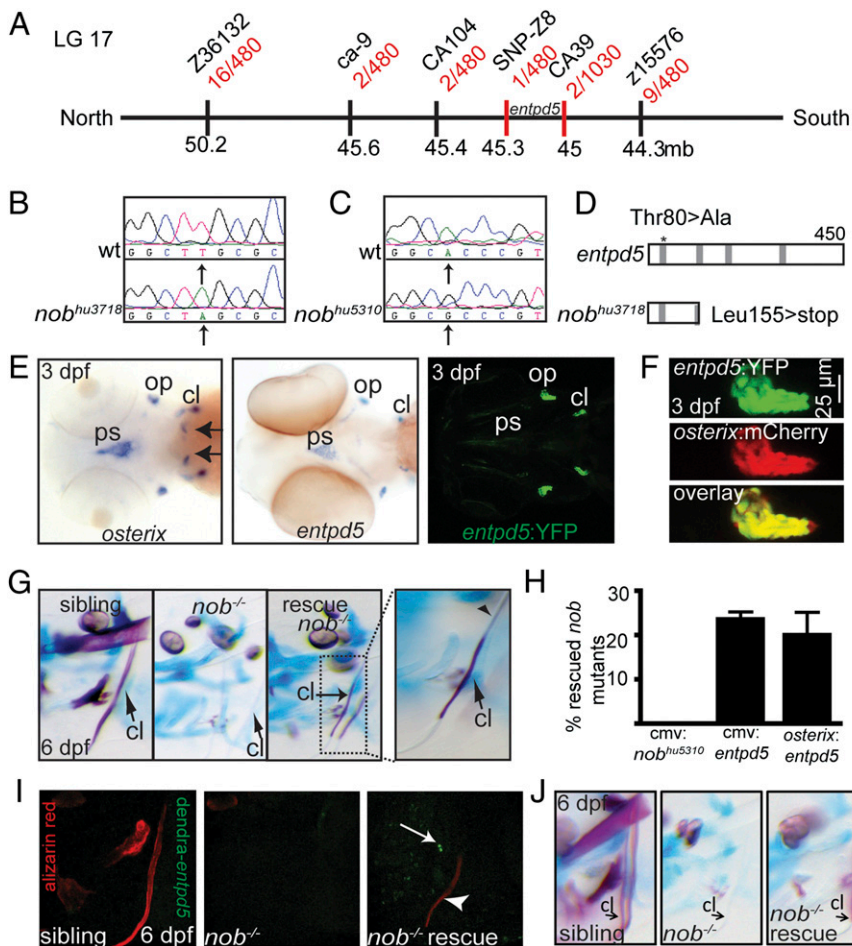 A
LG 17
Z36132
16/480
ca-9
2/480
CA104
2/480
SNP-Z8
1/480
CA39
2/1030
z15576
9/480
North
entpd5
South
50.2
45.6
45.4
45.3
45
44.3mb
B
wt
G G C T T G C G C
nob^hu3718
G G C T A G C G C
C
wt
G G C A C C C G T
nob^hu5310
G G C G C C C G T
D
Thr80>Ala
*
450
entpd5
nob^hu3718
Leu155>stop
E
3 dpf
op
cl
ps
osterix
op
cl
ps
entpd5
3 dpf
op
cl
ps
entpd5:YFP
F
entpd5:YFP
3 dpf
25 µm
osterix:mCherry
overlay
G
sibling
cl
6 dpf
nob-/-
cl
rescue
nob-/-
cl
cl
H
% rescued nob
mutants
30
20
10
cmv:
nob^hu5310
cmv:
entpd5
osterix:
entpd5
I
alizarin red
dendra-entpd5
sibling
6 dpf
nob-/-
nob-/- rescue
J
6 dpf
cl
sibling
cl
nob-/-
cl
nob-/-
rescue